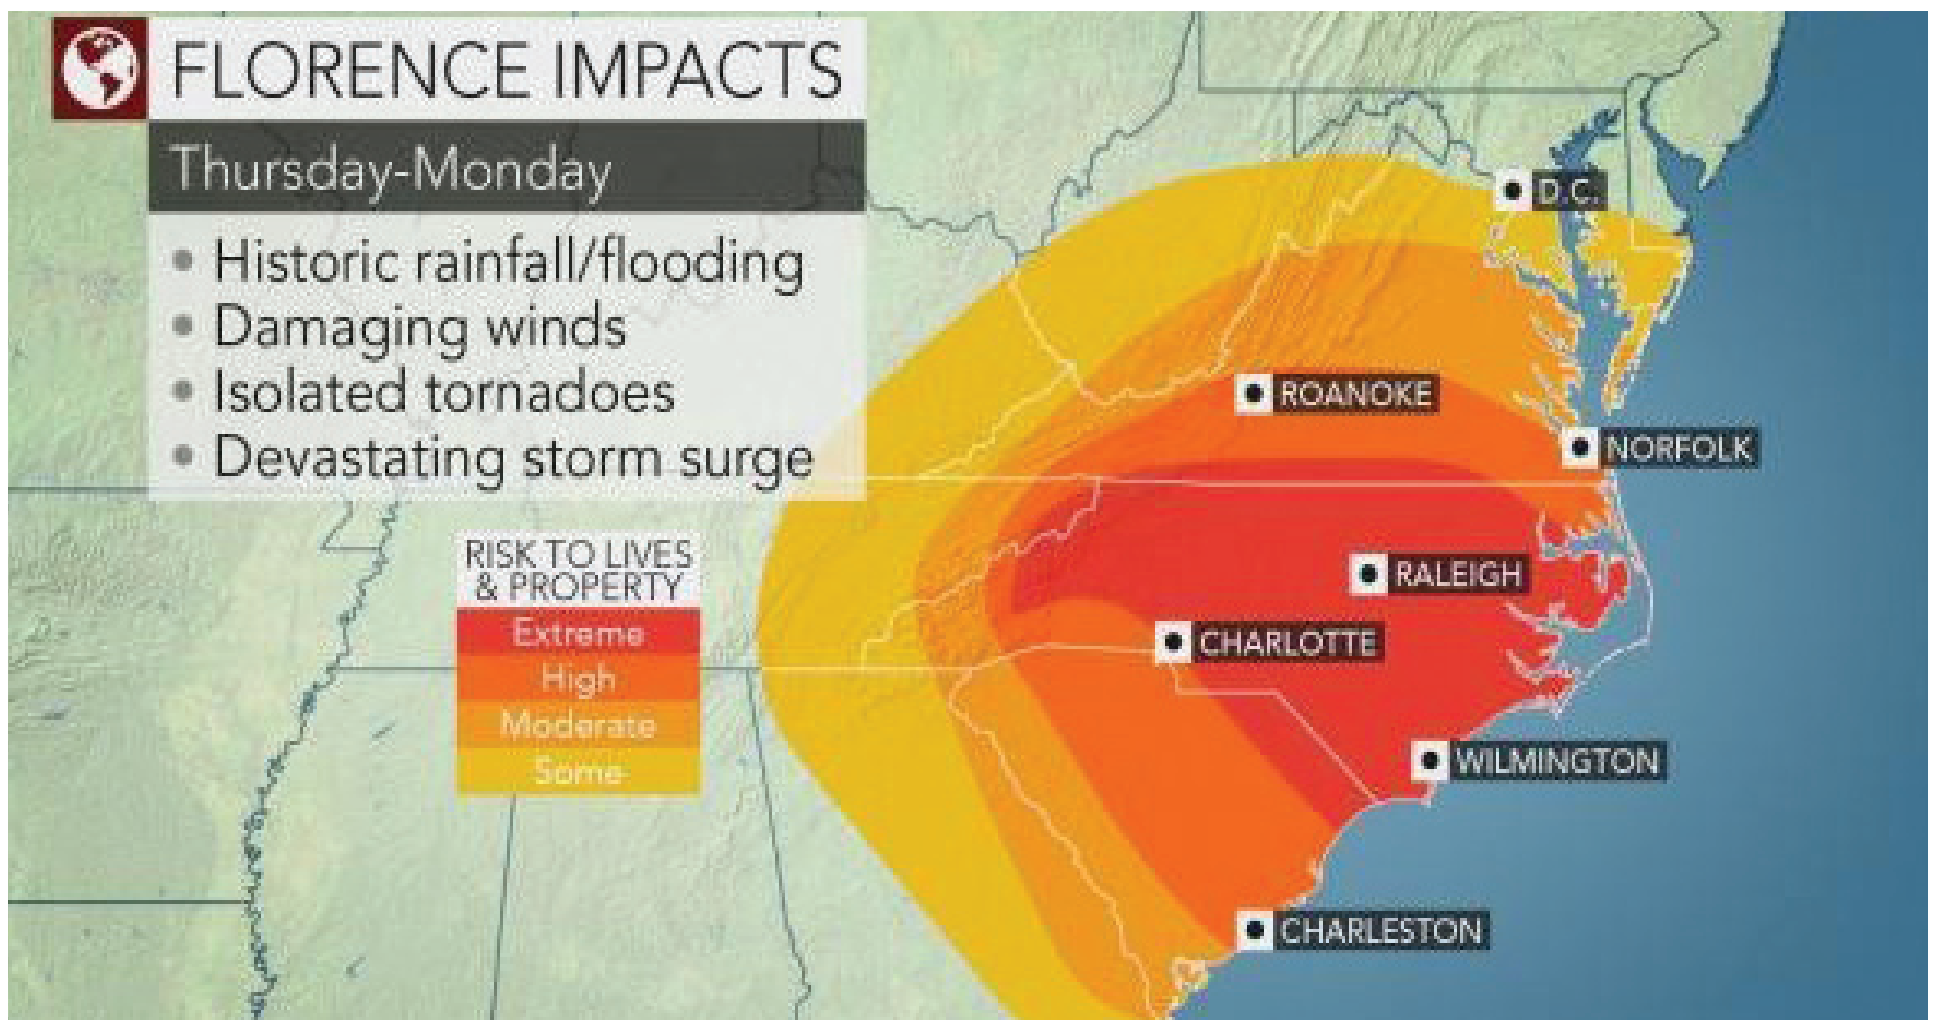 FLORENCE IMPACTS
Thursday-Monday
• Historic rainfall/flooding
• Damaging winds
• Isolated tornadoes
• Devastating storm surge
RISK TO LIVES
& PROPERTY
Extreme
High
Moderate
Some
D.C.
ROANOKE
NORFOLK
RALEIGH
CHARLOTTE
WILMINGTON
CHARLESTON